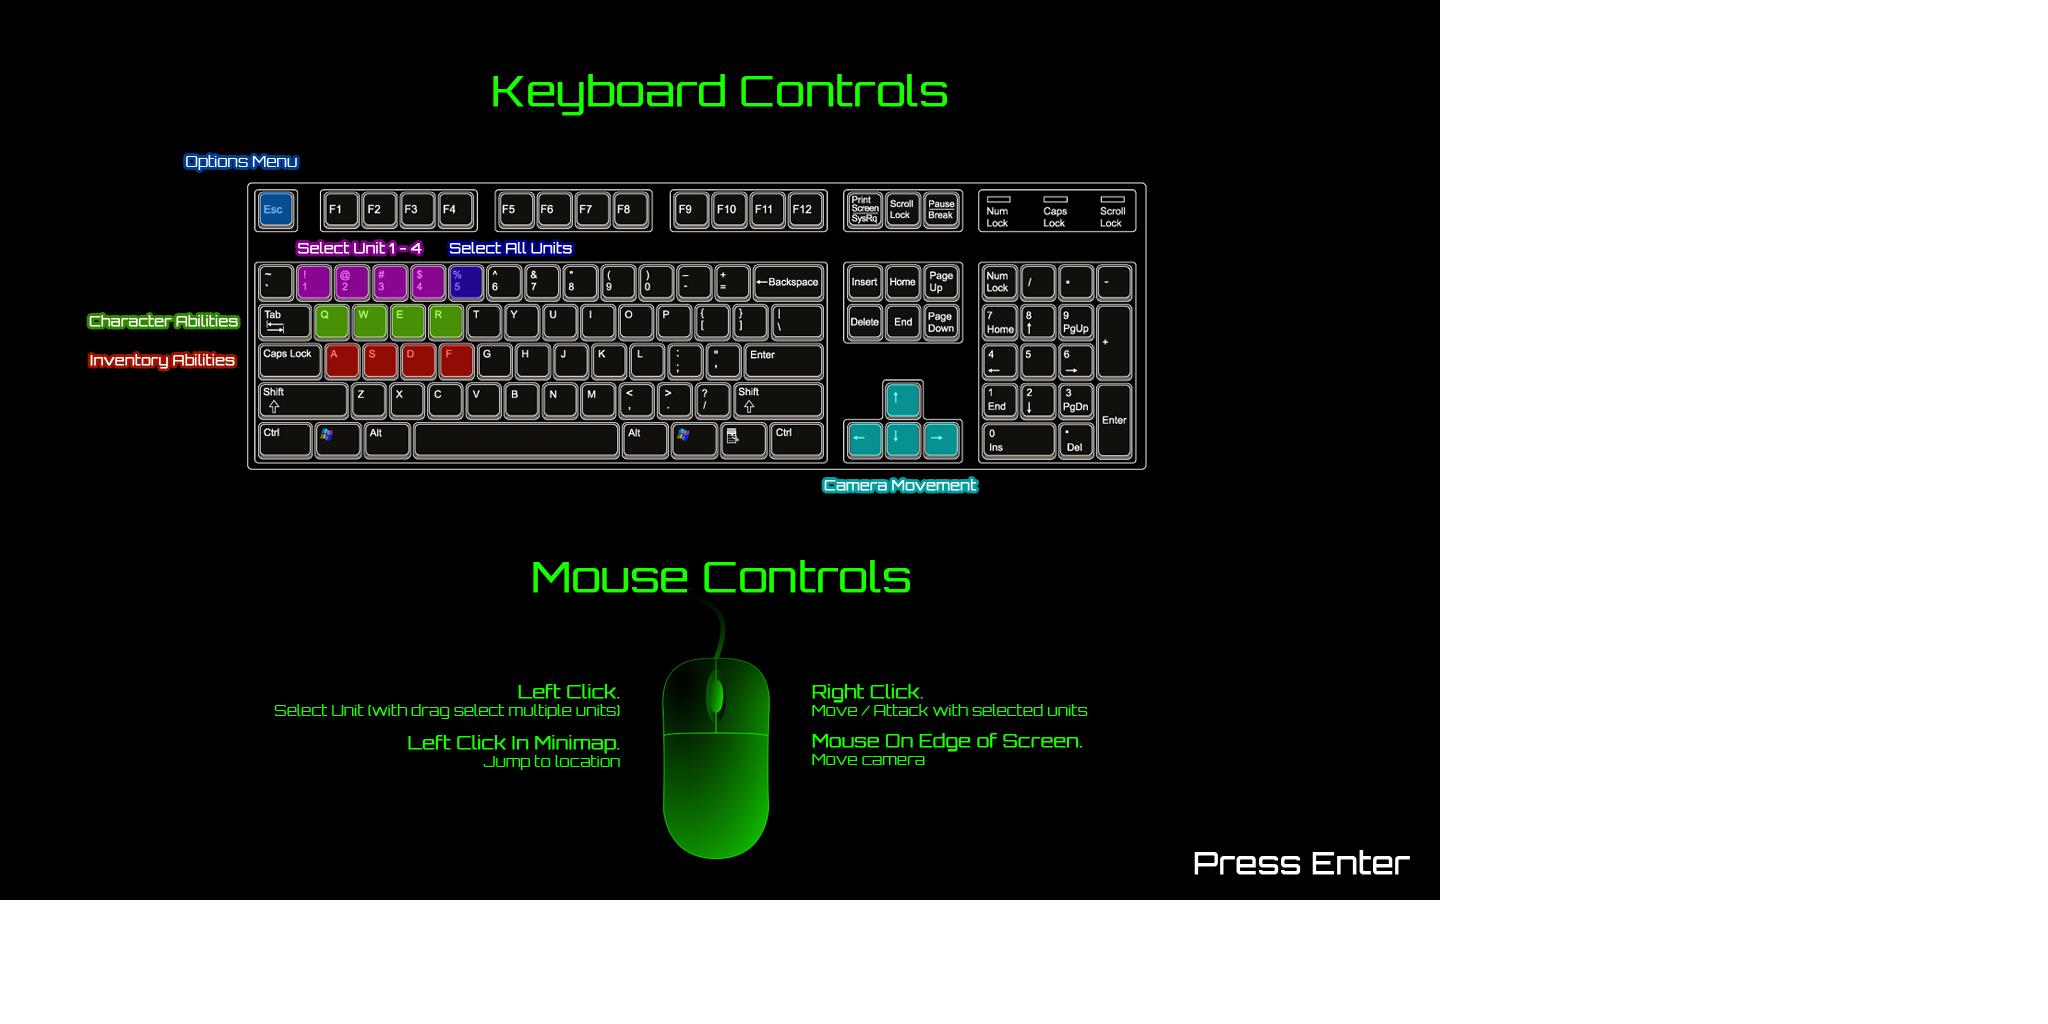 Keyboard Controls
Options Menu
Esc F1 F2 F3 F4 F5 F6 F7 F8 F9 F10 F11 F12 Print Screen SysRq Scroll Lock Pause Break Num Lock Caps Lock Scroll Lock
Select Unit 1 - 4 Select All Units
~ ` ! 1 @ 2 # 3 $ 4 % 5 ^ 6 & 7 * 8 ( 9 ) 0 – - + = ←Backspace Insert Home Page Up Num Lock / * -
Character Abilities Tab Q W E R T Y U I O P { [ } ] | \ Delete End Page Down 7 Home 8 ↑ 9 PgUp +
Inventory Abilities Caps Lock A S D F G H J K L : ; " ' Enter 4 ← 5 6 →
Shift Z X C V B N M < , > . ? / Shift ↑ 1 End 2 ↓ 3 PgDn Enter
Ctrl Alt Alt Ctrl ← ↓ → 0 Ins • Del
Camera Movement
Mouse Controls
Left Click.
Select Unit (with drag select multiple units)
Left Click In Minimap.
Jump to location
Right Click.
Move / Attack with selected units
Mouse On Edge of Screen.
Move camera
Press Enter